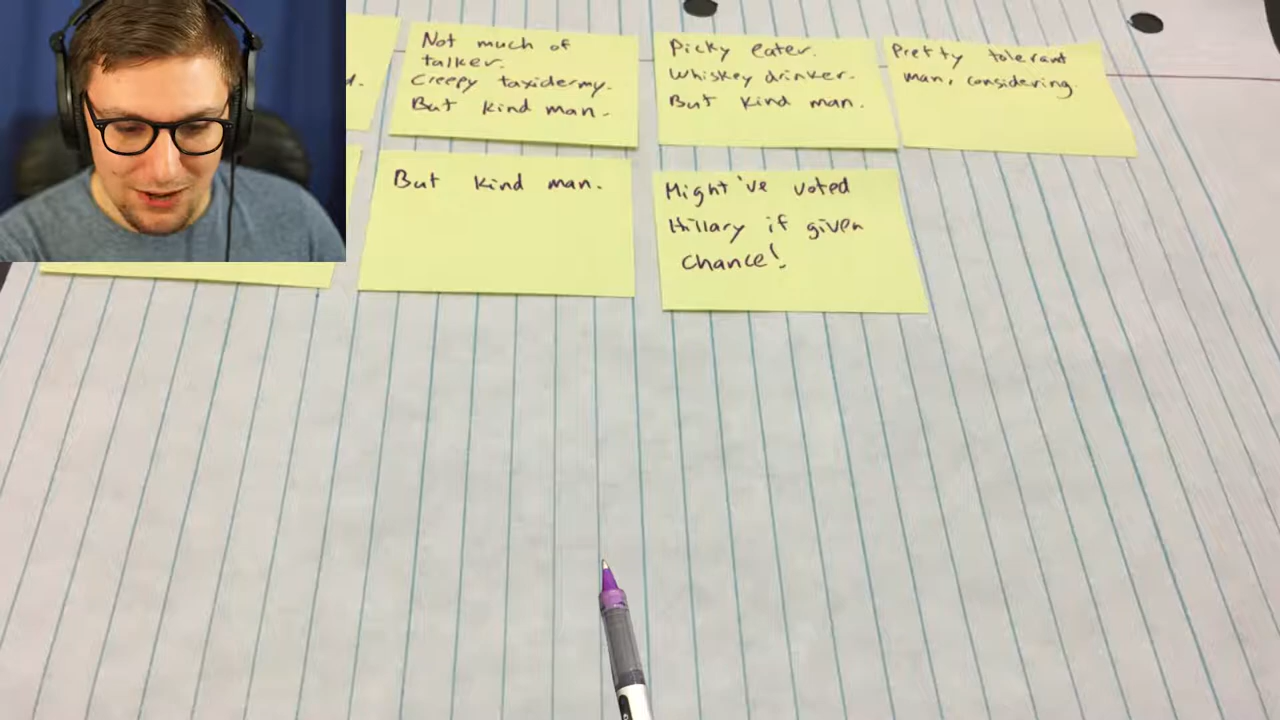 d.
Not much of
talker.
Creepy taxidermy.
But kind man.
Picky eater.
Whiskey drinker.
But kind man.
Pretty tolerant
man, considering.
But kind man.
Might've voted
Hillary if given
chance!